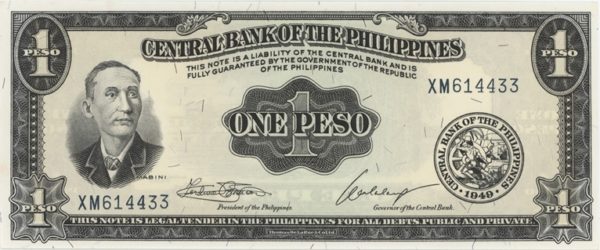 1 PESO
CENTRAL BANK OF THE PHILIPPINES
1 PESO
THIS NOTE IS A LIABILITY OF THE CENTRAL BANK AND IS
FULLY GUARANTEED BY THE GOVERNMENT OF THE REPUBLIC
OF THE PHILIPPINES
XM614433
1
ONE PESO
CENTRAL BANK OF THE PHILIPPINES
1949
MABINI
XM614433
President of the Philippines
Governor of the Central Bank.
1 PESO
1 PESO
THIS NOTE IS LEGAL TENDER IN THE PHILIPPINES FOR ALL DEBTS PUBLIC AND PRIVATE